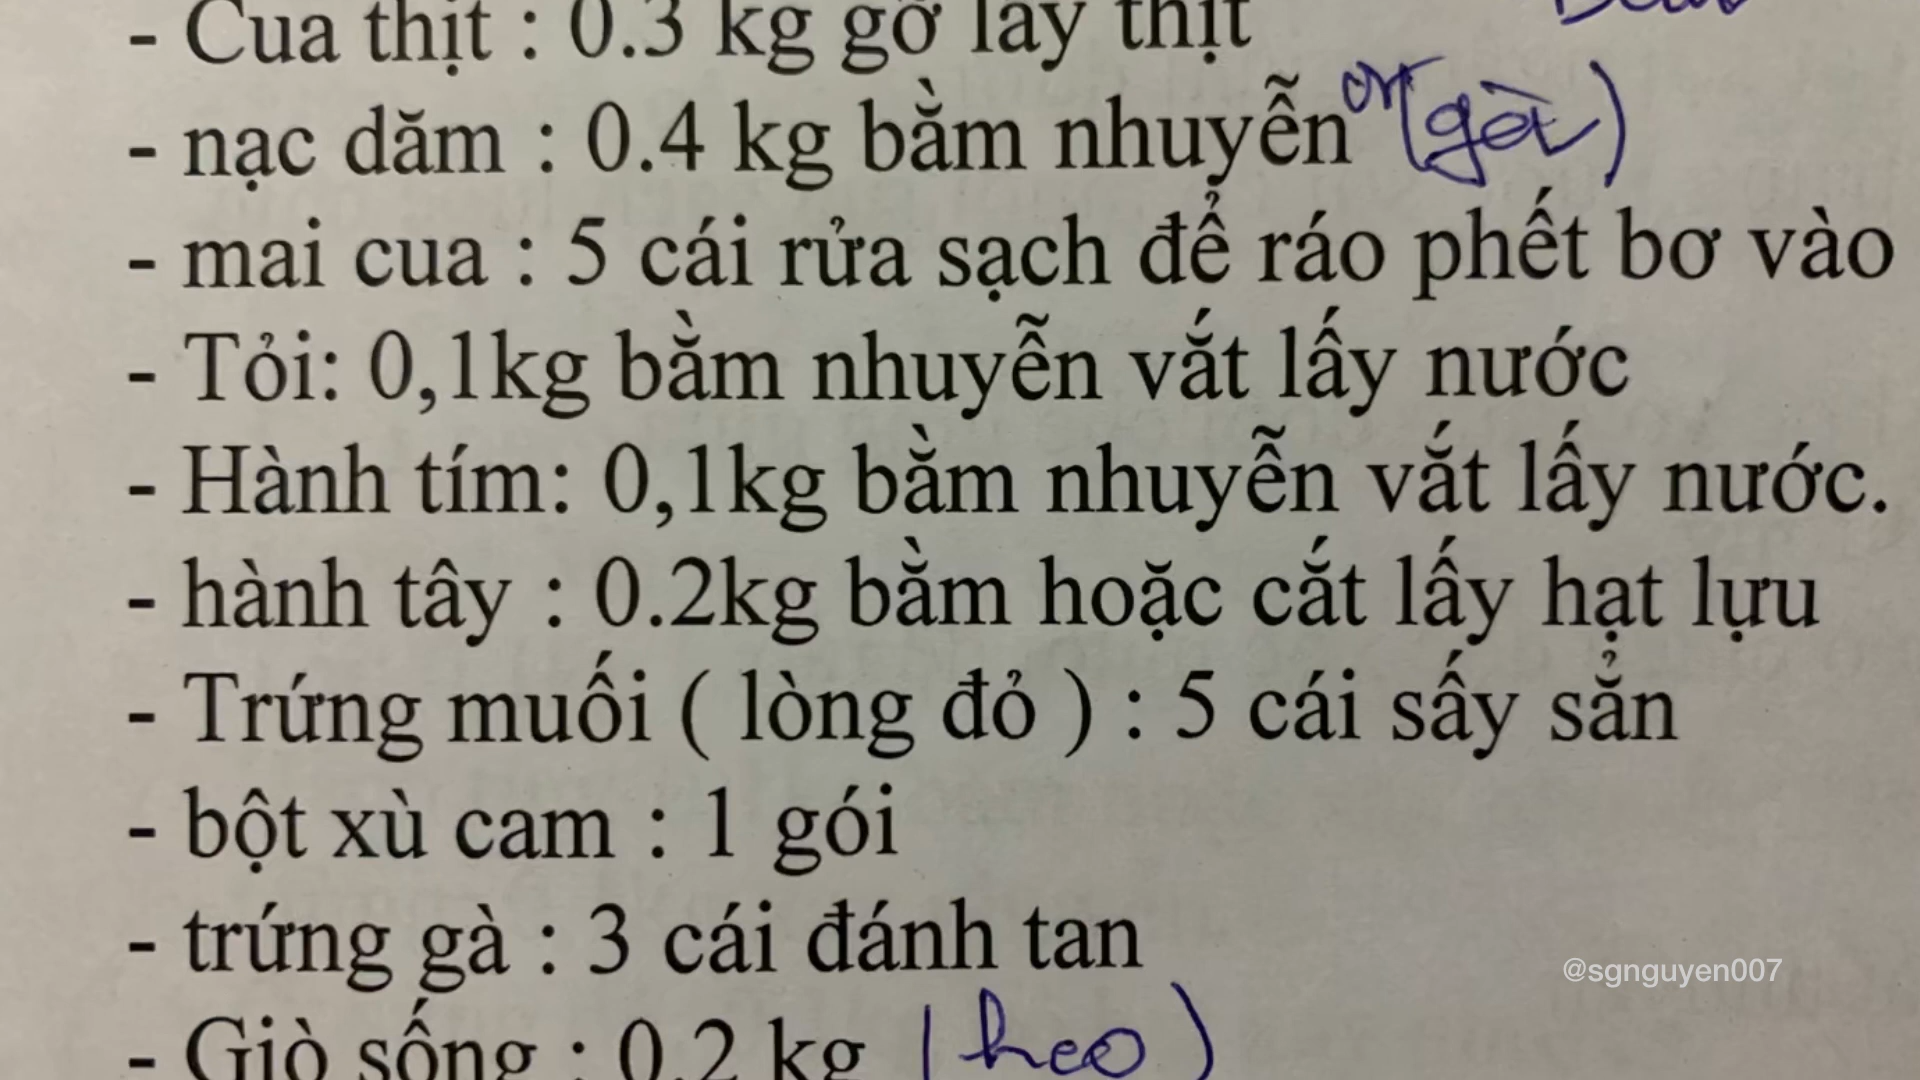 - Cua thịt : 0.3 kg gỡ lấy thịt
- nạc dăm : 0.4 kg bằm nhuyễn or (gà)
- mai cua : 5 cái rửa sạch để ráo phết bơ vào
- Tỏi: 0,1kg bằm nhuyễn vắt lấy nước
- Hành tím: 0,1kg bằm nhuyễn vắt lấy nước.
- hành tây : 0.2kg bằm hoặc cắt lấy hạt lựu
- Trứng muối ( lòng đỏ ) : 5 cái sấy sẳn
- bột xù cam : 1 gói
- trứng gà : 3 cái đánh tan
@sgnguyen007
- Giò sống : 0.2 kg (heo)